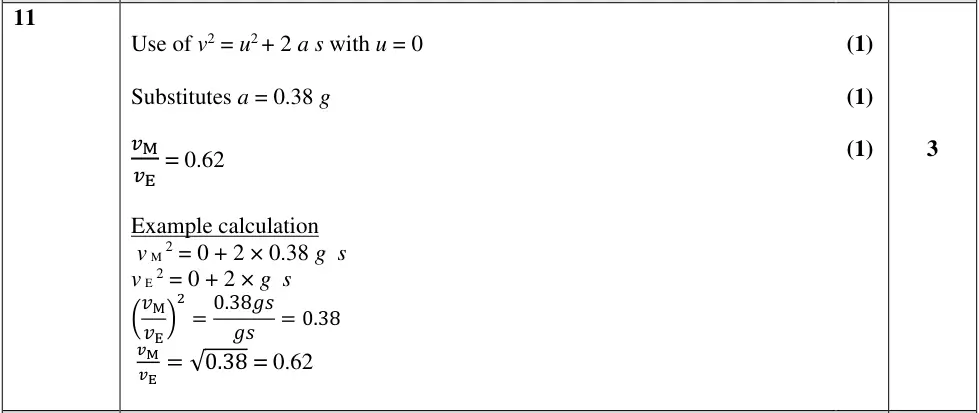 11
Use of v² = u² + 2 a s with u = 0 (1)
Substitutes a = 0.38 g (1)
v_M/v_E = 0.62 (1) 3
Example calculation
v_M² = 0 + 2 × 0.38 g s
v_E² = 0 + 2 × g s
(v_M/v_E)² = 0.38gs/gs = 0.38
v_M/v_E = √0.38 = 0.62